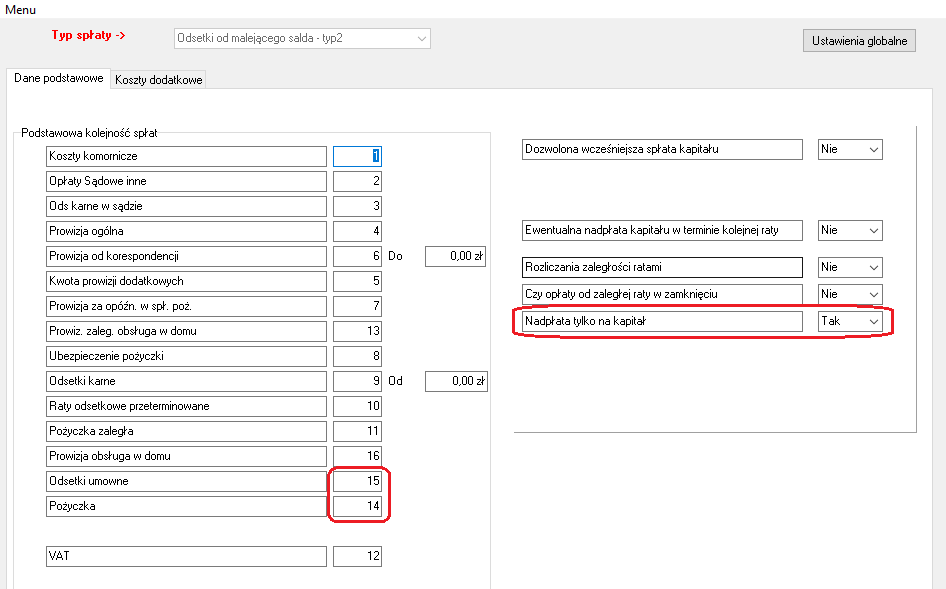 Menu
Typ spłaty -> Odsetki od malejącego salda - typ2 Ustawienia globalne
Dane podstawowe Koszty dodatkowe
Podstawowa kolejność spłat
Koszty komornicze 1
Opłaty Sądowe inne 2
Ods karne w sądzie 3
Prowizja ogólna 4
Prowizja od korespondencji 6 Do 0,00 zł
Kwota prowizji dodatkowych 5
Prowizja za opóźn. w spł. poż. 7
Prowiz. zaleg. obsługa w domu 13
Ubezpieczenie pożyczki 8
Odsetki karne 9 Od 0,00 zł
Raty odsetkowe przeterminowane 10
Pożyczka zaległa 11
Prowizja obsługa w domu 16
Odsetki umowne 15
Pożyczka 14
VAT 12
Dozwolona wcześniejsza spłata kapitału Nie
Ewentualna nadpłata kapitału w terminie kolejnej raty Nie
Rozliczania zaległości ratami Nie
Czy opłaty od zaległej raty w zamknięciu Nie
Nadpłata tylko na kapitał Tak